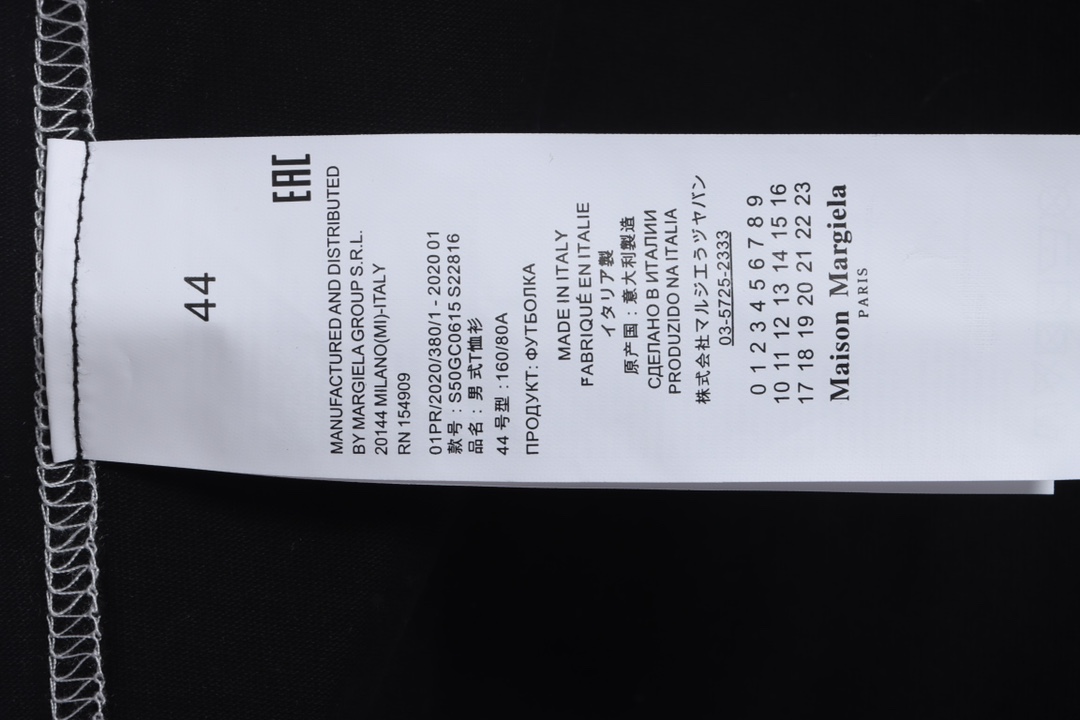 44
EAC
MANUFACTURED AND DISTRIBUTED
BY MARGIELA GROUP S.R.L.
20144 MILANO(MI)-ITALY
RN 154909
01PR/2020/380/1 - 2020 01
款号 : S50GC0615 S22816
品名 : 男 式T恤衫
44 号型 : 160/80A
ПРОДУКТ: ФУТБОЛКА
MADE IN ITALY
FABRIQUÉ EN ITALIE
イタリア製
原产国 : 意大利製造
СДЕЛАНО В ИТАЛИИ
PRODUZIDO NA ITALIA
株式会社マルジエラヅヤバン
03-5725-2333
0 1 2 3 4 5 6 7 8 9
10 11 12 13 14 15 16
17 18 19 20 21 22 23
Maison Margiela
PARIS